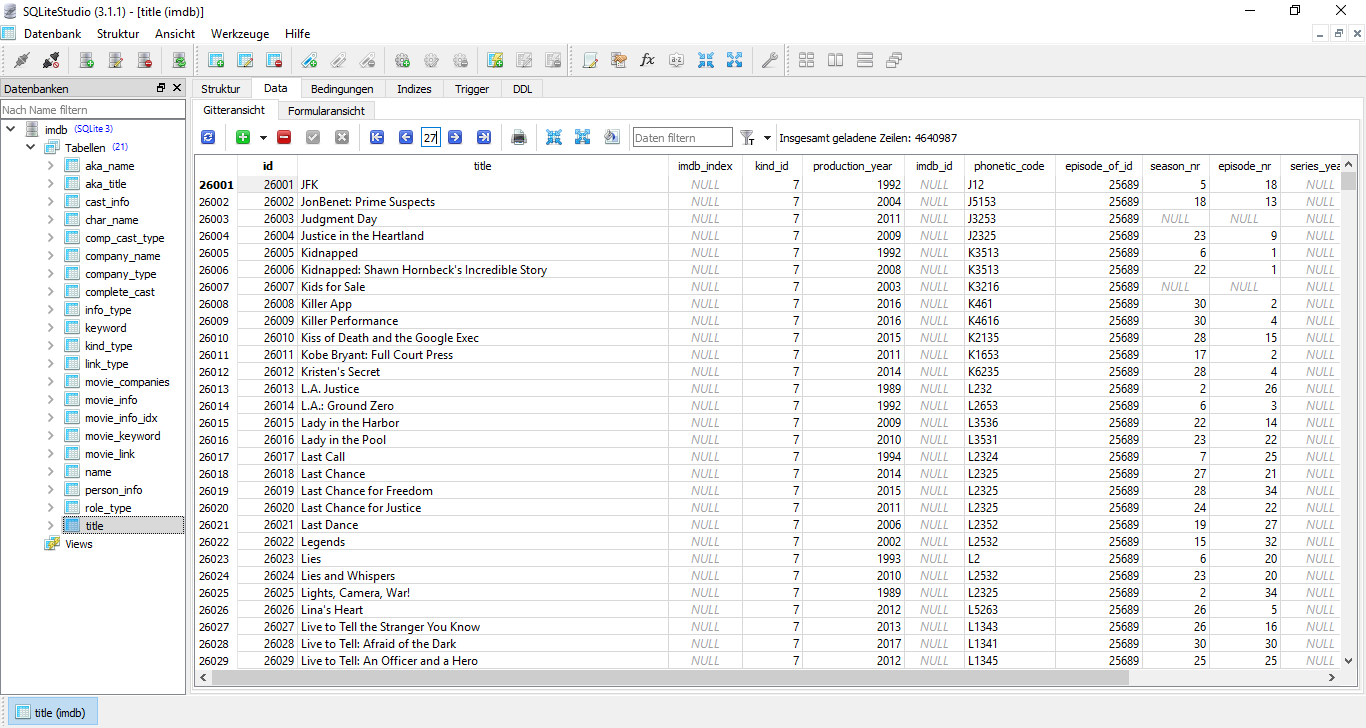 SQLiteStudio (3.1.1) - [title (imdb)]
Datenbank Struktur Ansicht Werkzeuge Hilfe
Datenbanken
Nach Name filtern
imdb (SQLite 3)
Tabellen (21)
aka_name
aka_title
cast_info
char_name
comp_cast_type
company_name
company_type
complete_cast
info_type
keyword
kind_type
link_type
movie_companies
movie_info
movie_info_idx
movie_keyword
movie_link
name
person_info
role_type
title
Views
Struktur Data Bedingungen Indizes Trigger DDL
Gitteransicht Formularansicht
27 Daten filtern Insgesamt geladene Zeilen: 4640987
id title imdb_index kind_id production_year imdb_id phonetic_code episode_of_id season_nr episode_nr series_yea
26001 26001 JFK NULL 7 1992 NULL J12 25689 5 18 NULL
26002 26002 JonBenet: Prime Suspects NULL 7 2004 NULL J5153 25689 18 13 NULL
26003 26003 Judgment Day NULL 7 2011 NULL J3253 25689 NULL NULL NULL
26004 26004 Justice in the Heartland NULL 7 2009 NULL J2325 25689 23 9 NULL
26005 26005 Kidnapped NULL 7 1992 NULL K3513 25689 6 1 NULL
26006 26006 Kidnapped: Shawn Hornbeck's Incredible Story NULL 7 2008 NULL K3513 25689 22 1 NULL
26007 26007 Kids for Sale NULL 7 2003 NULL K3216 25689 NULL NULL NULL
26008 26008 Killer App NULL 7 2016 NULL K461 25689 30 2 NULL
26009 26009 Killer Performance NULL 7 2016 NULL K4616 25689 30 4 NULL
26010 26010 Kiss of Death and the Google Exec NULL 7 2015 NULL K2135 25689 28 15 NULL
26011 26011 Kobe Bryant: Full Court Press NULL 7 2011 NULL K1653 25689 17 2 NULL
26012 26012 Kristen's Secret NULL 7 2014 NULL K6235 25689 28 4 NULL
26013 26013 L.A. Justice NULL 7 1989 NULL L232 25689 2 26 NULL
26014 26014 L.A.: Ground Zero NULL 7 1992 NULL L2653 25689 6 3 NULL
26015 26015 Lady in the Harbor NULL 7 2009 NULL L3536 25689 22 14 NULL
26016 26016 Lady in the Pool NULL 7 2010 NULL L3531 25689 23 22 NULL
26017 26017 Last Call NULL 7 1994 NULL L2324 25689 7 25 NULL
26018 26018 Last Chance NULL 7 2014 NULL L2325 25689 27 21 NULL
26019 26019 Last Chance for Freedom NULL 7 2015 NULL L2325 25689 28 34 NULL
26020 26020 Last Chance for Justice NULL 7 2011 NULL L2325 25689 24 22 NULL
26021 26021 Last Dance NULL 7 2006 NULL L2352 25689 19 27 NULL
26022 26022 Legends NULL 7 2002 NULL L2532 25689 15 32 NULL
26023 26023 Lies NULL 7 1993 NULL L2 25689 6 20 NULL
26024 26024 Lies and Whispers NULL 7 2010 NULL L2532 25689 23 20 NULL
26025 26025 Lights, Camera, War! NULL 7 1989 NULL L2325 25689 2 34 NULL
26026 26026 Lina's Heart NULL 7 2012 NULL L5263 25689 26 5 NULL
26027 26027 Live to Tell the Stranger You Know NULL 7 2013 NULL L1343 25689 26 16 NULL
26028 26028 Live to Tell: Afraid of the Dark NULL 7 2017 NULL L1341 25689 30 30 NULL
26029 26029 Live to Tell: An Officer and a Hero NULL 7 2012 NULL L1345 25689 25 25 NULL
title (imdb)